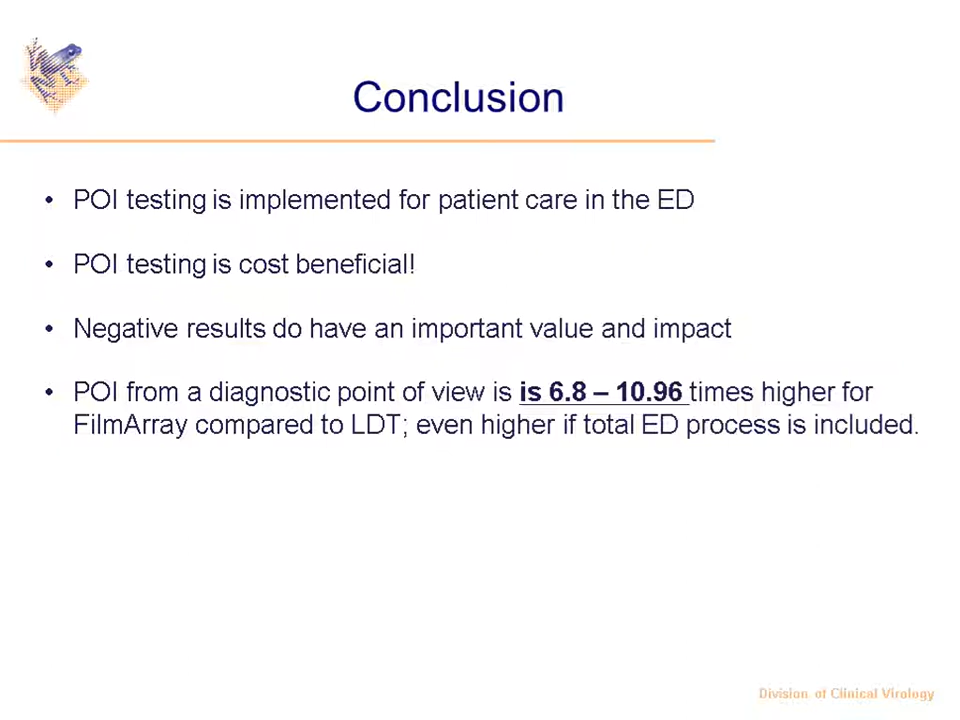 Conclusion
• POI testing is implemented for patient care in the ED
• POI testing is cost beneficial!
• Negative results do have an important value and impact
• POI from a diagnostic point of view is is 6.8 – 10.96 times higher for
FilmArray compared to LDT; even higher if total ED process is included.
Division of Clinical Virology